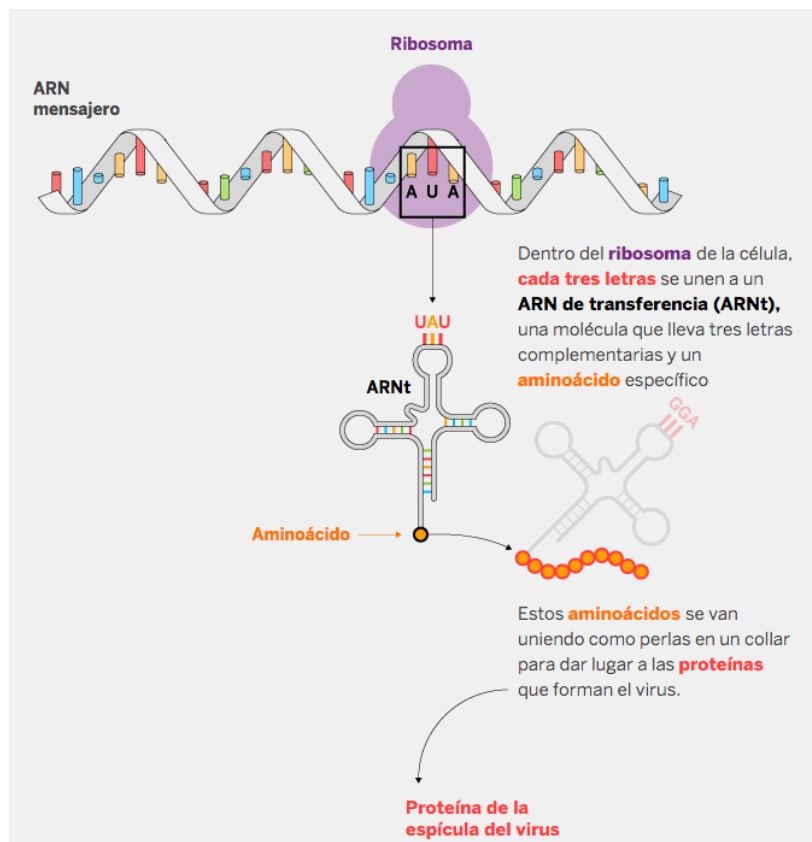 Ribosoma
ARN
mensajero
A U A
Dentro del ribosoma de la célula,
cada tres letras se unen a un
ARN de transferencia (ARNt),
una molécula que lleva tres letras
complementarias y un
aminoácido específico
UAU
ARNt
GGA
Aminoácido
Estos aminoácidos se van
uniendo como perlas en un collar
para dar lugar a las proteínas
que forman el virus.
Proteína de la
espícula del virus